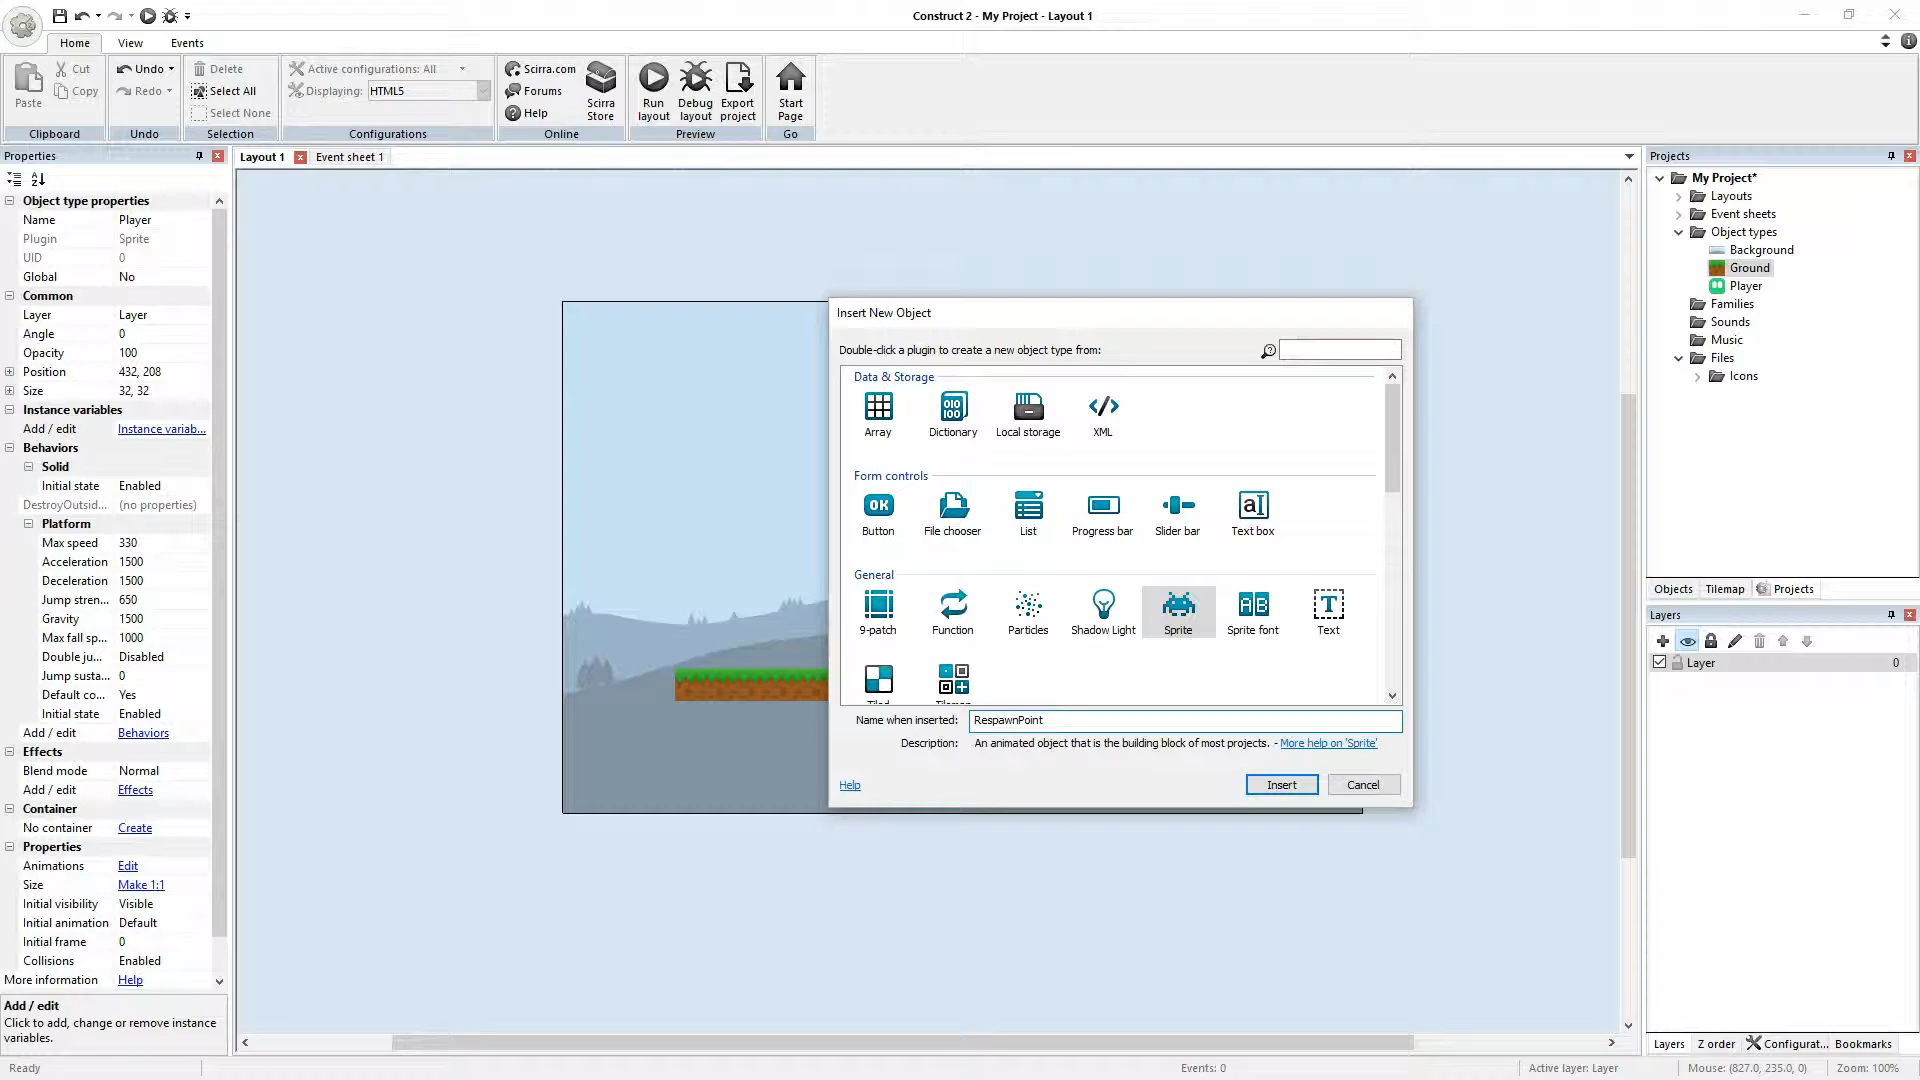 Construct 2 - My Project - Layout 1
Home View Events
Paste Cut Copy Clipboard
Undo Redo Undo
Delete Select All Select None Selection
Active configurations: All
Displaying: HTML5
Configurations
Scirra.com Forums Help Scirra Store Online
Run layout Debug layout Export project Preview
Start Page Go
Properties
Object type properties
Name Player
Plugin Sprite
UID 0
Global No
Common
Layer Layer
Angle 0
Opacity 100
Position 432, 208
Size 32, 32
Instance variables
Add / edit Instance variab...
Behaviors
Solid
Initial state Enabled
DestroyOutsid... (no properties)
Platform
Max speed 330
Acceleration 1500
Deceleration 1500
Jump stren... 650
Gravity 1500
Max fall sp... 1000
Double ju... Disabled
Jump susta... 0
Default co... Yes
Initial state Enabled
Add / edit Behaviors
Effects
Blend mode Normal
Add / edit Effects
Container
No container Create
Properties
Animations Edit
Size Make 1:1
Initial visibility Visible
Initial animation Default
Initial frame 0
Collisions Enabled
More information Help
Add / edit
Click to add, change or remove instance
variables.
Layout 1 Event sheet 1
Insert New Object
Double-click a plugin to create a new object type from:
Data & Storage
Array Dictionary Local storage XML
Form controls
OK aI
Button File chooser List Progress bar Slider bar Text box
General
AB T
9-patch Function Particles Shadow Light Sprite Sprite font Text
Name when inserted: RespawnPoint
Description: An animated object that is the building block of most projects. - More help on 'Sprite'
Help Insert Cancel
Projects
My Project*
Layouts
Event sheets
Object types
Background
Ground
Player
Families
Sounds
Music
Files
Icons
Objects Tilemap Projects
Layers
Layer 0
Layers Z order Configurat... Bookmarks
Ready Events: 0 Active layer: Layer Mouse: (827.0, 235.0, 0) Zoom: 100%